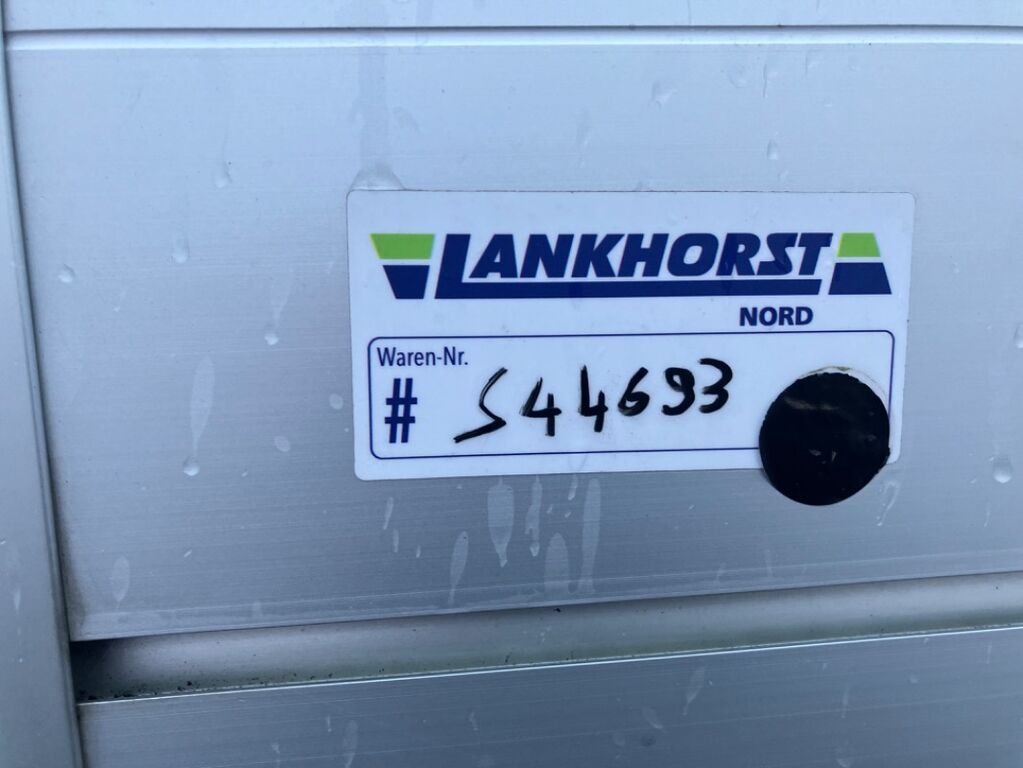 LANKHORST
NORD
Waren-Nr.
# S44693